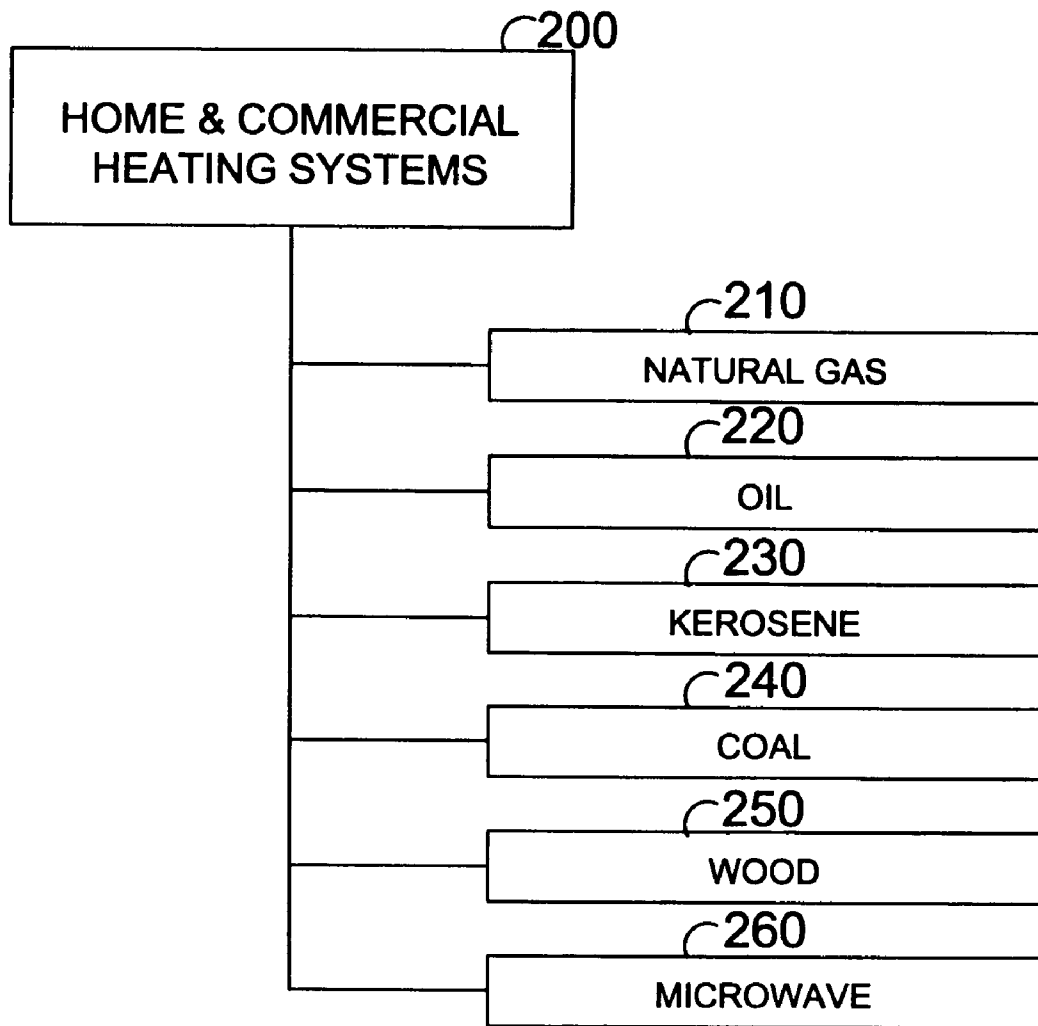 200
HOME & COMMERCIAL
HEATING SYSTEMS
210
NATURAL GAS
220
OIL
230
KEROSENE
240
COAL
250
WOOD
260
MICROWAVE